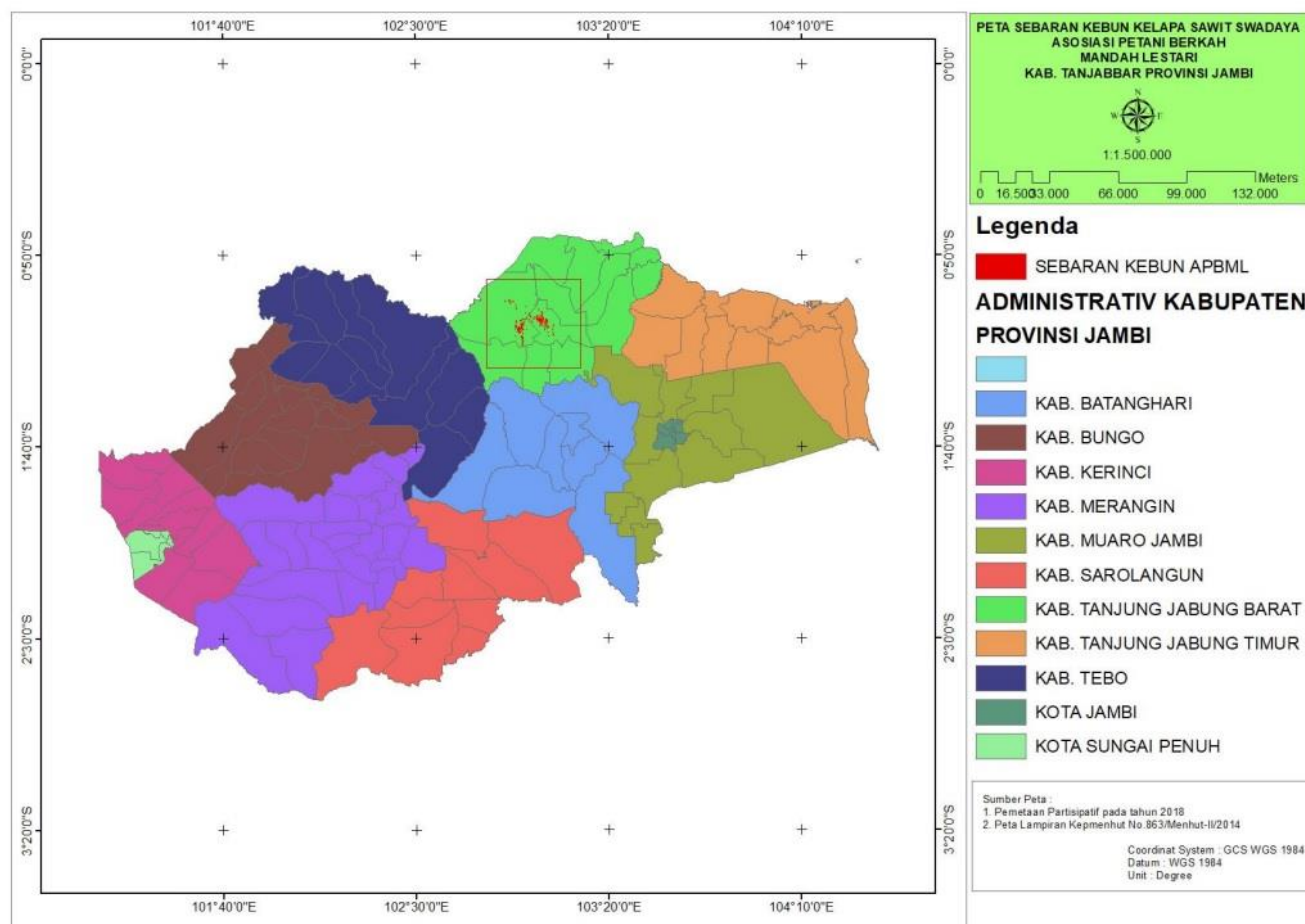 101°40'0"E 102°30'0"E 103°20'0"E 104°10'0"E
0°0'0" 0°0'0"
0°50'0"S 0°50'0"S
1°40'0"S 1°40'0"S
2°30'0"S 2°30'0"S
3°20'0"S 3°20'0"S
101°40'0"E 102°30'0"E 103°20'0"E 104°10'0"E
PETA SEBARAN KEBUN KELAPA SAWIT SWADAYA
ASOSIASI PETANI BERKAH
MANDAH LESTARI
KAB. TANJABBAR PROVINSI JAMBI
N
W E
S
1:1.500.000
Meters
0 16.500 33.000 66.000 99.000 132.000
Legenda
SEBARAN KEBUN APBML
ADMINISTRATIV KABUPATEN
PROVINSI JAMBI
KAB. BATANGHARI
KAB. BUNGO
KAB. KERINCI
KAB. MERANGIN
KAB. MUARO JAMBI
KAB. SAROLANGUN
KAB. TANJUNG JABUNG BARAT
KAB. TANJUNG JABUNG TIMUR
KAB. TEBO
KOTA JAMBI
KOTA SUNGAI PENUH
Sumber Peta :
1. Pemetaan Partisipatif pada tahun 2018
2. Peta Lampiran Kepmenhut No.863/Menhut-II/2014
Coordinat System : GCS WGS 1984
Datum : WGS 1984
Unit : Degree